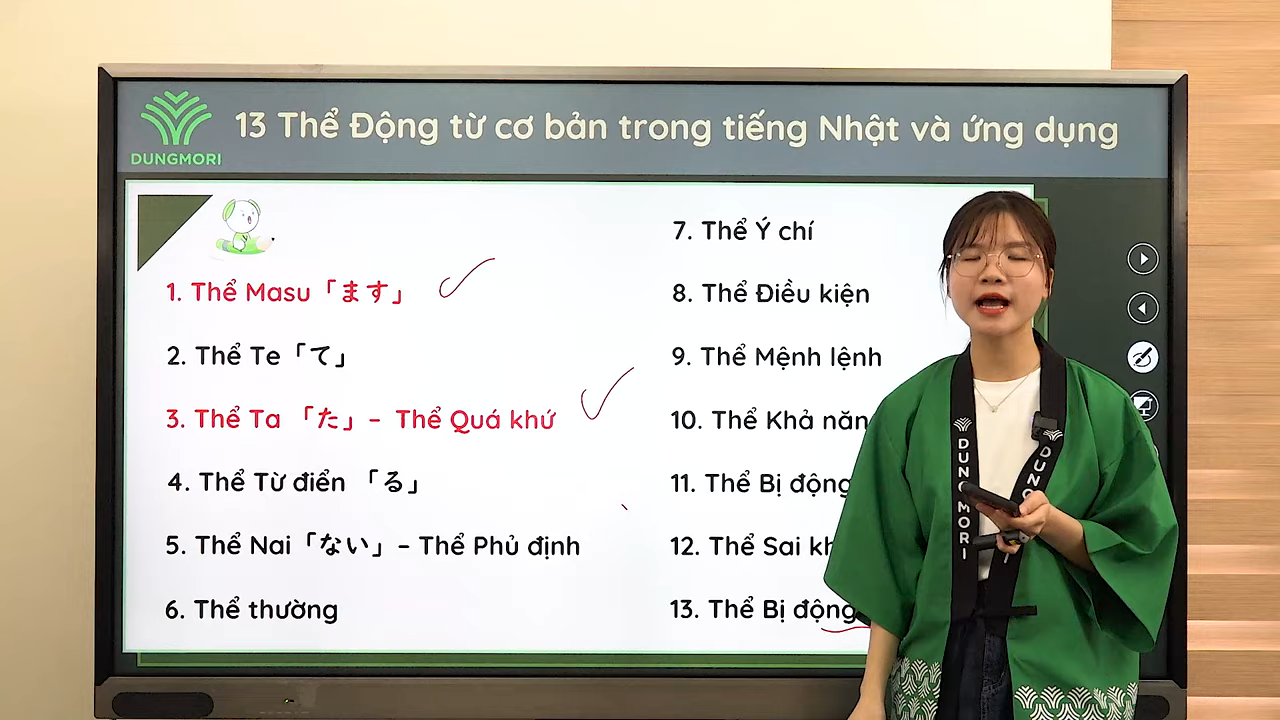 13 Thể Động từ cơ bản trong tiếng Nhật và ứng dụng
DUNGMORI
1. Thể Masu「ます」
2. Thể Te「て」
3. Thể Ta 「た」– Thể Quá khứ
4. Thể Từ điển 「る」
5. Thể Nai「ない」– Thể Phủ định
6. Thể thường
7. Thể Ý chí
8. Thể Điều kiện
9. Thể Mệnh lệnh
10. Thể Khả năn
11. Thể Bị động
12. Thể Sai kh
13. Thể Bị động
DUNGMORI
DUNG